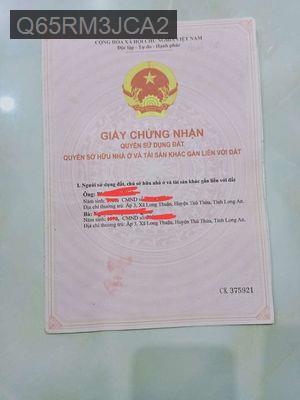 Q65RM3JCA2
CỘNG HÒA XÃ HỘI CHỦ NGHĨA VIỆT NAM
Độc lập - Tự do - Hạnh phúc
GIẤY CHỨNG NHẬN
QUYỀN SỬ DỤNG ĐẤT
QUYỀN SỞ HỮU NHÀ Ở VÀ TÀI SẢN KHÁC GẮN LIỀN VỚI ĐẤT
I. Người sử dụng đất, chủ sở hữu nhà ở và tài sản khác gắn liền với đất
Ông:
Năm sinh: CMND số
Địa chỉ thường trú: Ấp 3, Xã Long Thuận, Huyện Thủ Thừa, Tỉnh Long An.
Bà:
Năm sinh: CMND số
Địa chỉ thường trú: Ấp 3, Xã Long Thuận, Huyện Thủ Thừa, Tỉnh Long An.
CK 375921